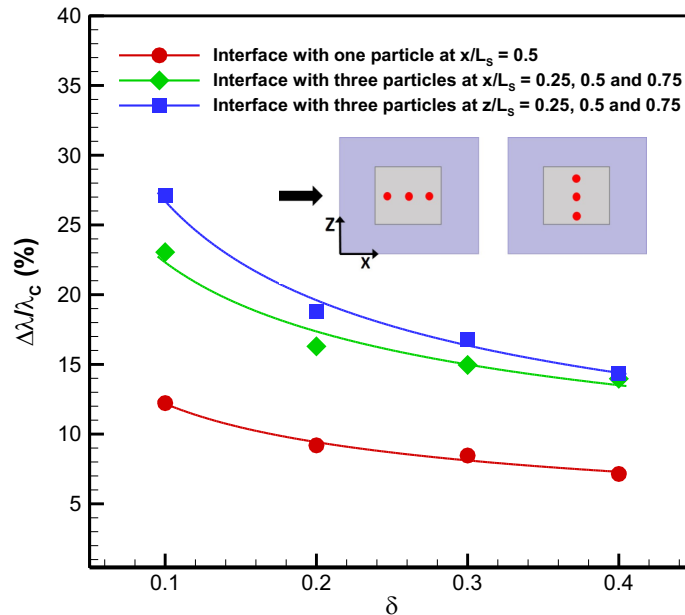 40
35
30
25
20
15
10
5
Δλ/λC (%)
Interface with one particle at x/LS = 0.5
Interface with three particles at x/LS = 0.25, 0.5 and 0.75
Interface with three particles at z/LS = 0.25, 0.5 and 0.75
Z
X
0.1 0.2 0.3 0.4
δ